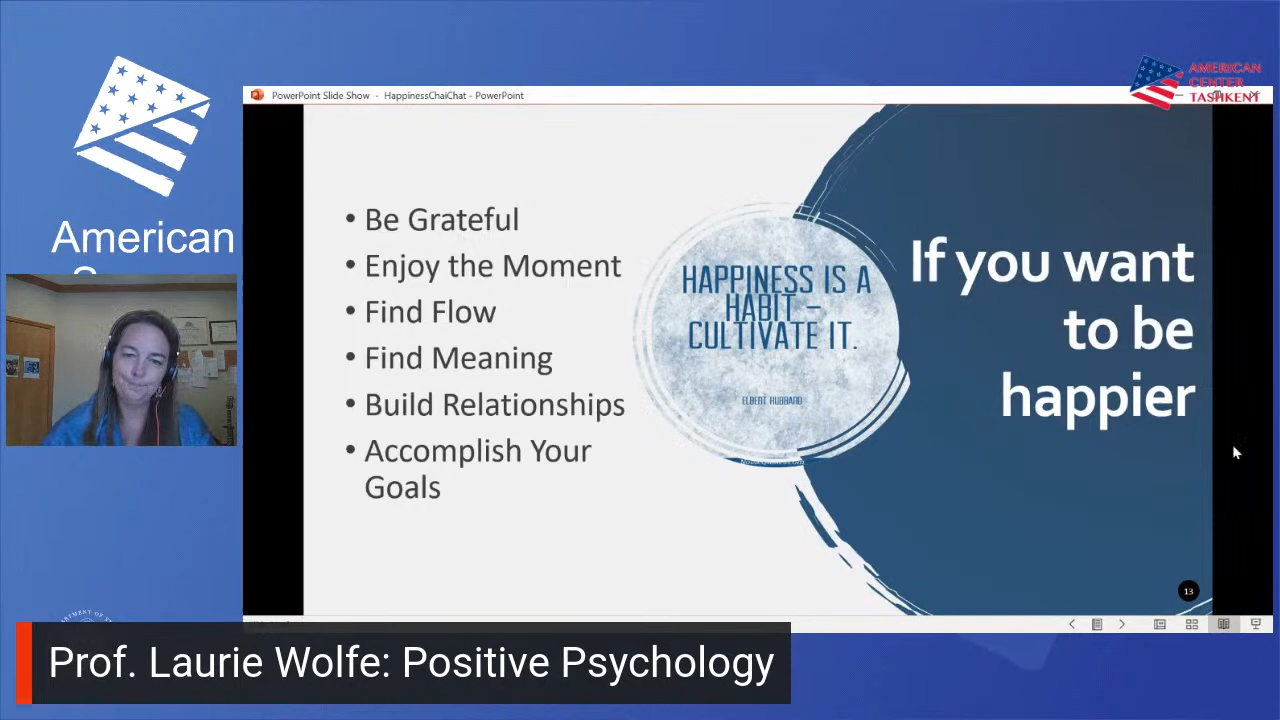 PowerPoint Slide Show - HappinessChaiChat - PowerPoint
AMERICAN
CENTER
TASHKENT
American
• Be Grateful
• Enjoy the Moment
• Find Flow
• Find Meaning
• Build Relationships
• Accomplish Your
Goals
HAPPINESS IS A
HABIT –
CULTIVATE IT.
ELBERT HUBBARD
If you want
to be
happier
13
Prof. Laurie Wolfe: Positive Psychology